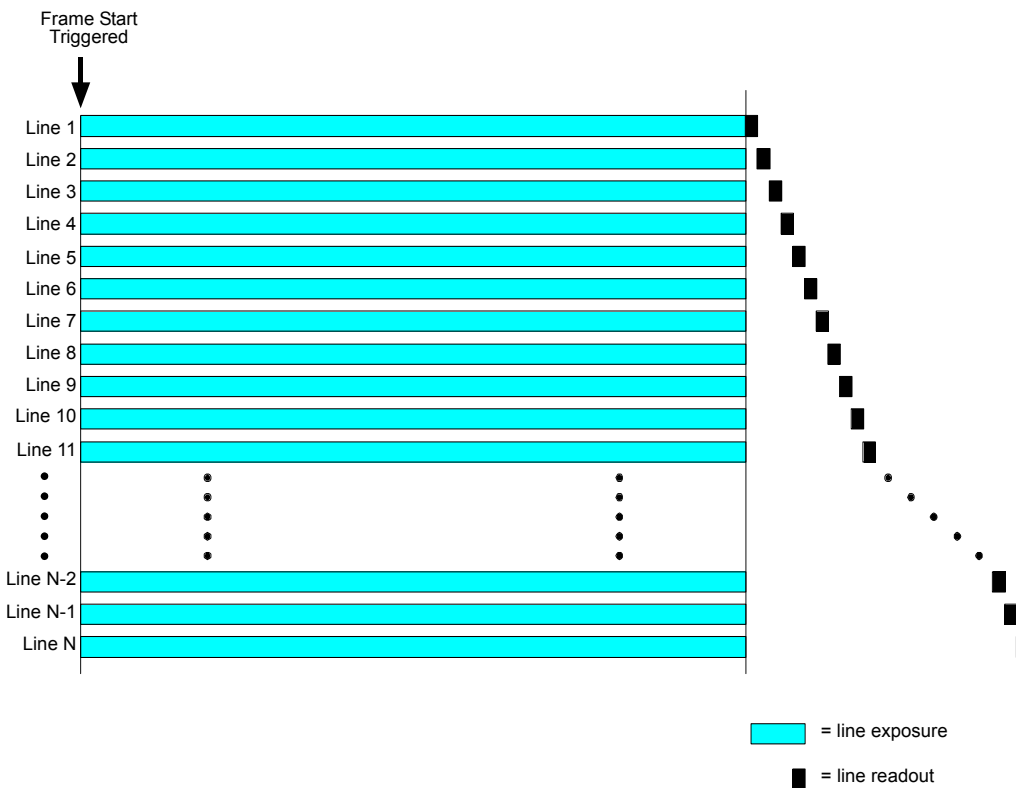 Frame Start
Triggered
Line 1
Line 2
Line 3
Line 4
Line 5
Line 6
Line 7
Line 8
Line 9
Line 10
Line 11
Line N-2
Line N-1
Line N
= line exposure
= line readout